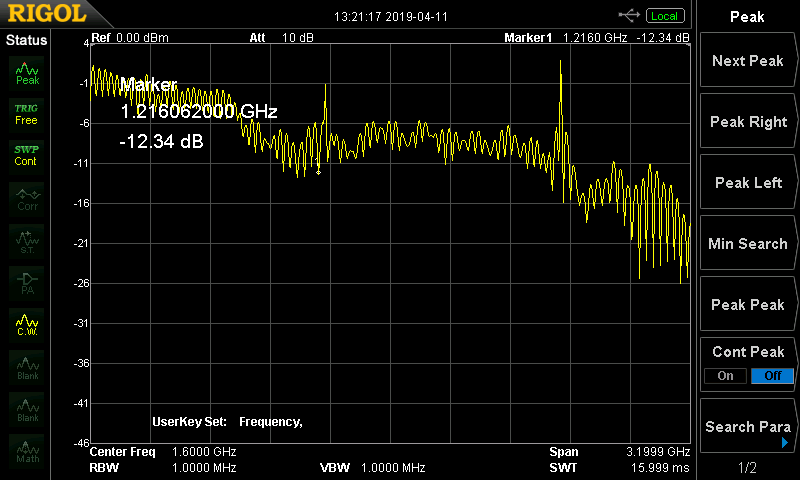 RIGOL
13:21:17 2019-04-11
Local
Peak
Status
Ref 0.00 dBm Att 10 dB Marker1 1.2160 GHz -12.34 dB
Peak
TRIG
Free
SWP
Cont
Corr
S.T.
PA
C.W.
Blank
Blank
Math
4
-1
-6
-11
-16
-21
-26
-31
-36
-41
-46
Marker
1.216062000 GHz
-12.34 dB
UserKey Set: Frequency,
Center Freq 1.6000 GHz Span 3.1999 GHz
RBW 1.0000 MHz VBW 1.0000 MHz SWT 15.999 ms
Next Peak
Peak Right
Peak Left
Min Search
Peak Peak
Cont Peak
On Off
Search Para
1/2